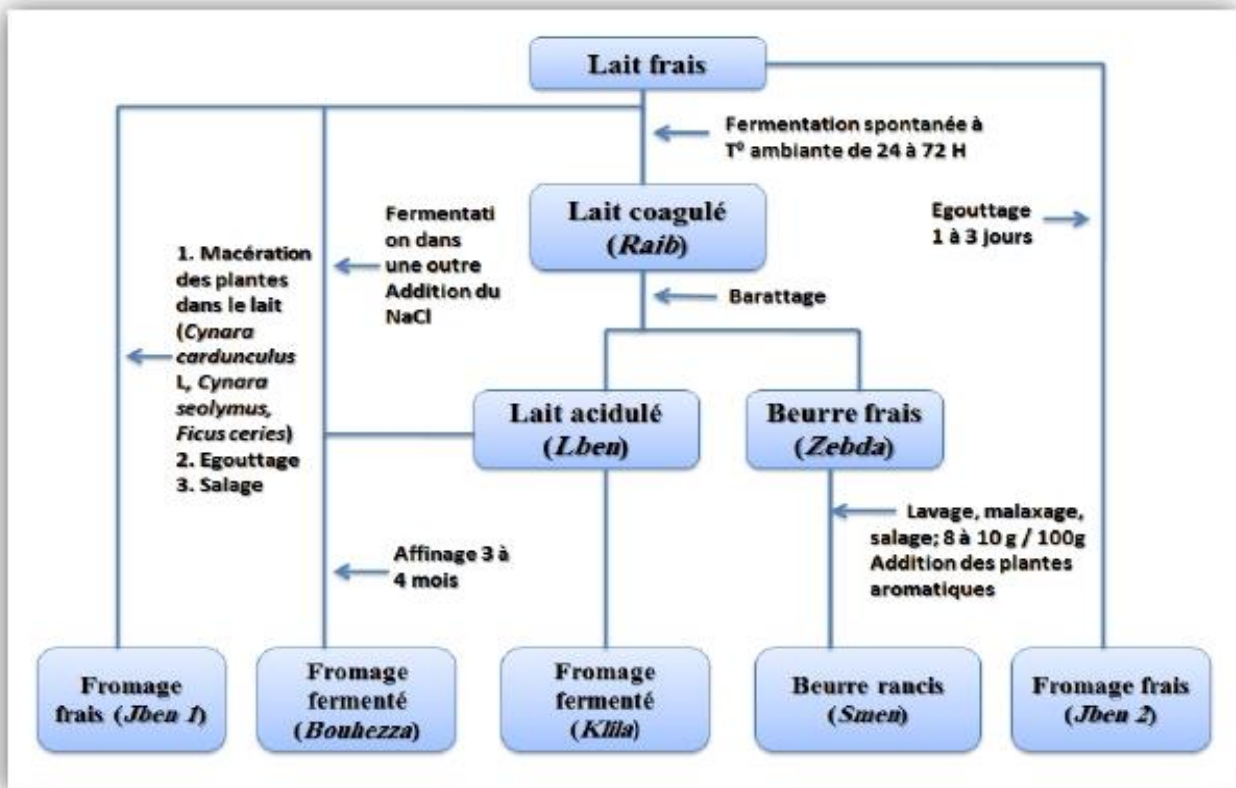 Lait frais
Fermentation spontanée à
T⁰ ambiante de 24 à 72 H
Lait coagulé
(Raib)
Fermentati
on dans
une outre
Addition du
NaCl
Egouttage
1 à 3 jours
1. Macération
des plantes
dans le lait
(Cynara
cardunculus
L, Cynara
seolymus,
Ficus ceries)
2. Egouttage
3. Salage
Barattage
Lait acidulé
(Lben)
Beurre frais
(Zebda)
Lavage, malaxage,
salage; 8 à 10 g / 100g
Addition des plantes
aromatiques
Affinage 3 à
4 mois
Fromage
frais (Jben 1)
Fromage
fermenté
(Bouhezza)
Fromage
fermenté
(Klila)
Beurre rancis
(Smen)
Fromage frais
(Jben 2)